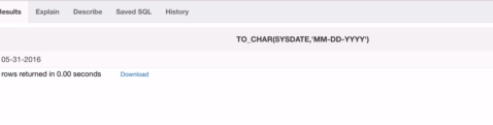 Results Explain Describe Saved SQL History
TO_CHAR(SYSDATE,'MM-DD-YYYY')
05-31-2016
rows returned in 0.00 seconds Download